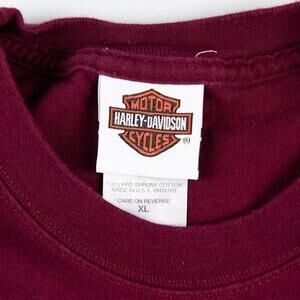 MOTOR
HARLEY-DAVIDSON
CYCLES
®
100% PRE-SHRUNK COTTON
MADE IN U.S.A.
CARE ON REVERSE
XL